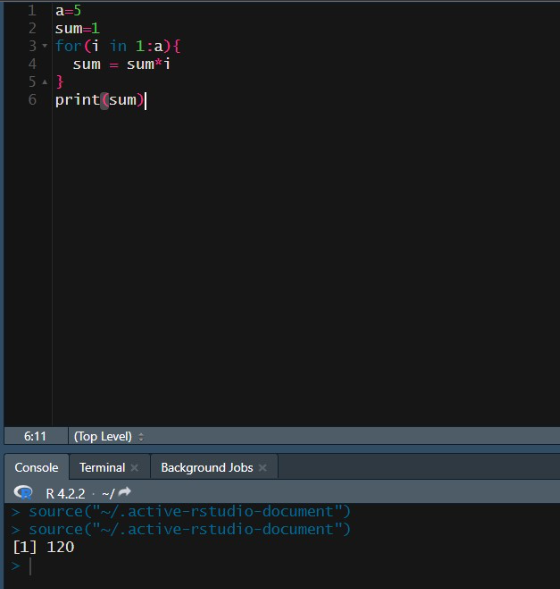 1 a=5
2 sum=1
3 for(i in 1:a){
4 sum = sum*i
5 }
6 print(sum)
6:11 (Top Level)
Console Terminal Background Jobs
R 4.2.2 · ~/
> source("~/.active-rstudio-document")
> source("~/.active-rstudio-document")
[1] 120
>